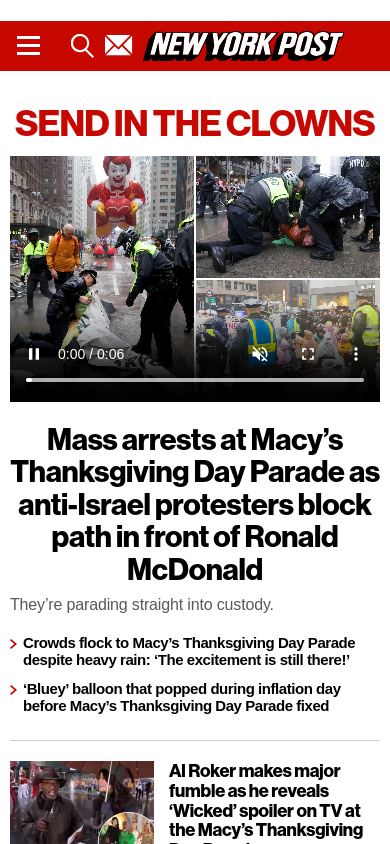 NEW YORK POST
SEND IN THE CLOWNS
NYPD
0:00 / 0:06
Mass arrests at Macy’s
Thanksgiving Day Parade as
anti-Israel protesters block
path in front of Ronald
McDonald
They’re parading straight into custody.
Crowds flock to Macy’s Thanksgiving Day Parade
despite heavy rain: ‘The excitement is still there!’
‘Bluey’ balloon that popped during inflation day
before Macy’s Thanksgiving Day Parade fixed
Al Roker makes major
fumble as he reveals
‘Wicked’ spoiler on TV at
the Macy’s Thanksgiving